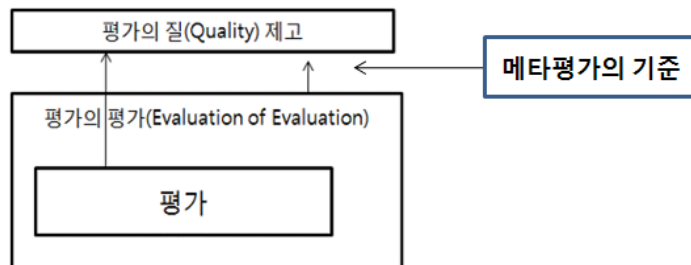 평가의 질(Quality) 제고
메타평가의 기준
평가의 평가(Evaluation of Evaluation)
평가